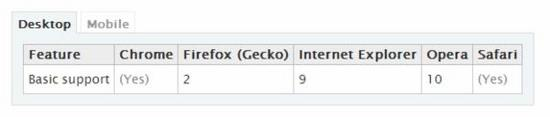 Desktop Mobile
Feature Chrome Firefox (Gecko) Internet Explorer Opera Safari
Basic support (Yes) 2 9 10 (Yes)